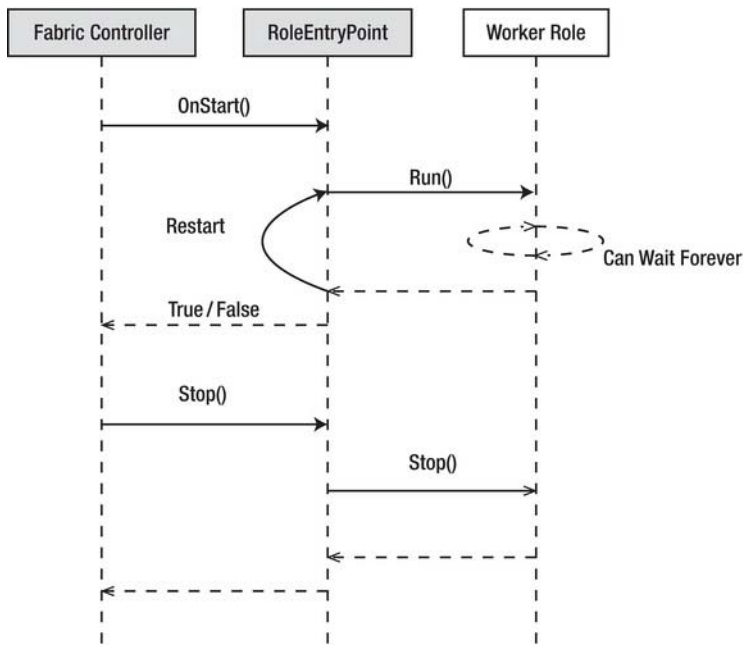 Fabric Controller
RoleEntryPoint
Worker Role
OnStart()
Run()
Restart
Can Wait Forever
True / False
Stop()
Stop()